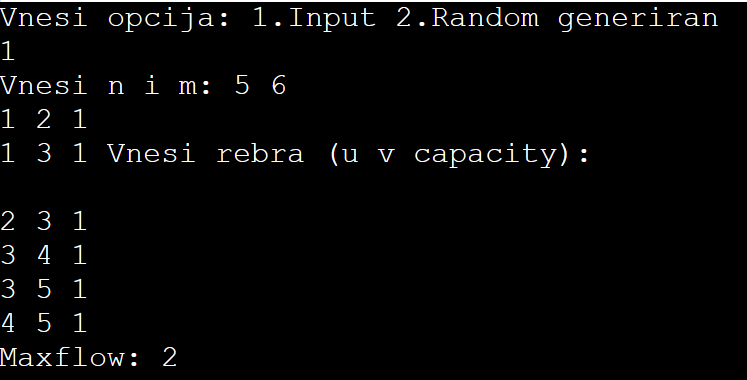 Vnesi opcija: 1.Input 2.Random generiran
1
Vnesi n i m: 5 6
1 2 1
1 3 1 Vnesi rebra (u v capacity):
2 3 1
3 4 1
3 5 1
4 5 1
Maxflow: 2